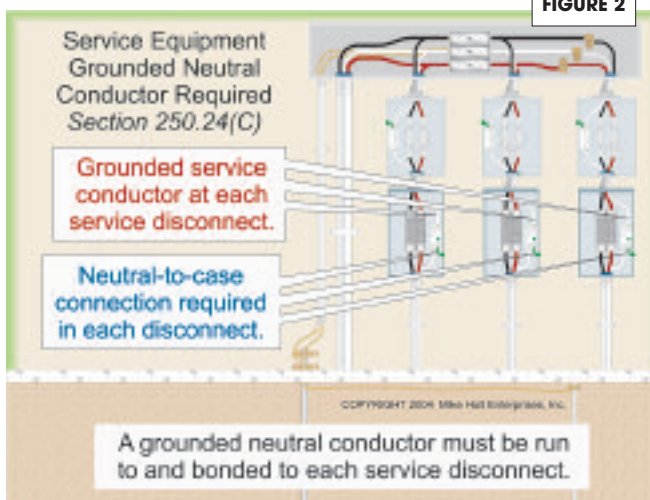 FIGURE 2
Service Equipment
Grounded Neutral
Conductor Required
Section 250.24(C)
Grounded service
conductor at each
service disconnect.
Neutral-to-case
connection required
in each disconnect.
COPYRIGHT 2004 Mike Holt Enterprises, Inc.
A grounded neutral conductor must be run
to and bonded to each service disconnect.